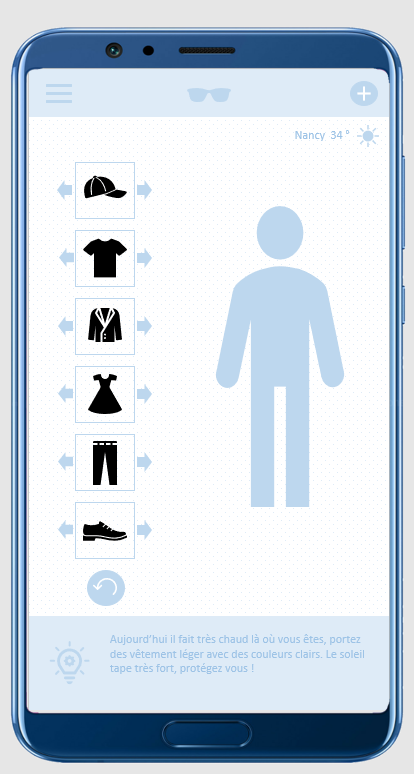 Nancy 34°
Aujourd'hui il fait très chaud là où vous êtes, portez
des vêtement léger avec des couleurs clairs. Le soleil
tape très fort, protégez vous !